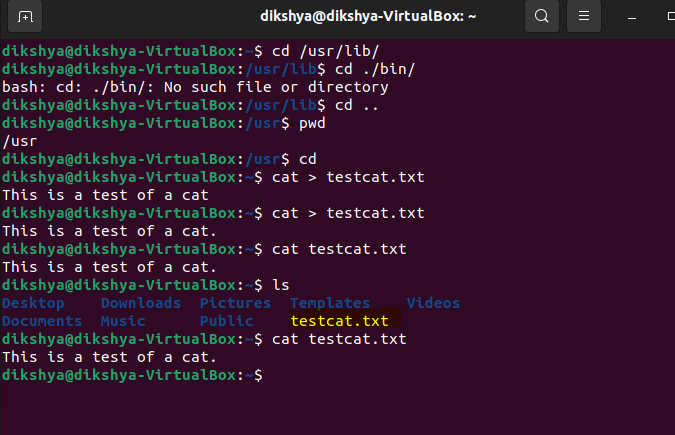 dikshya@dikshya-VirtualBox: ~
dikshya@dikshya-VirtualBox:~$ cd /usr/lib/
dikshya@dikshya-VirtualBox:/usr/lib$ cd ./bin/
bash: cd: ./bin/: No such file or directory
dikshya@dikshya-VirtualBox:/usr/lib$ cd ..
dikshya@dikshya-VirtualBox:/usr$ pwd
/usr
dikshya@dikshya-VirtualBox:/usr$ cd
dikshya@dikshya-VirtualBox:~$ cat > testcat.txt
This is a test of a cat
dikshya@dikshya-VirtualBox:~$ cat > testcat.txt
This is a test of a cat.
dikshya@dikshya-VirtualBox:~$ cat testcat.txt
This is a test of a cat.
dikshya@dikshya-VirtualBox:~$ ls
Desktop Downloads Pictures Templates Videos
Documents Music Public testcat.txt
dikshya@dikshya-VirtualBox:~$ cat testcat.txt
This is a test of a cat.
dikshya@dikshya-VirtualBox:~$